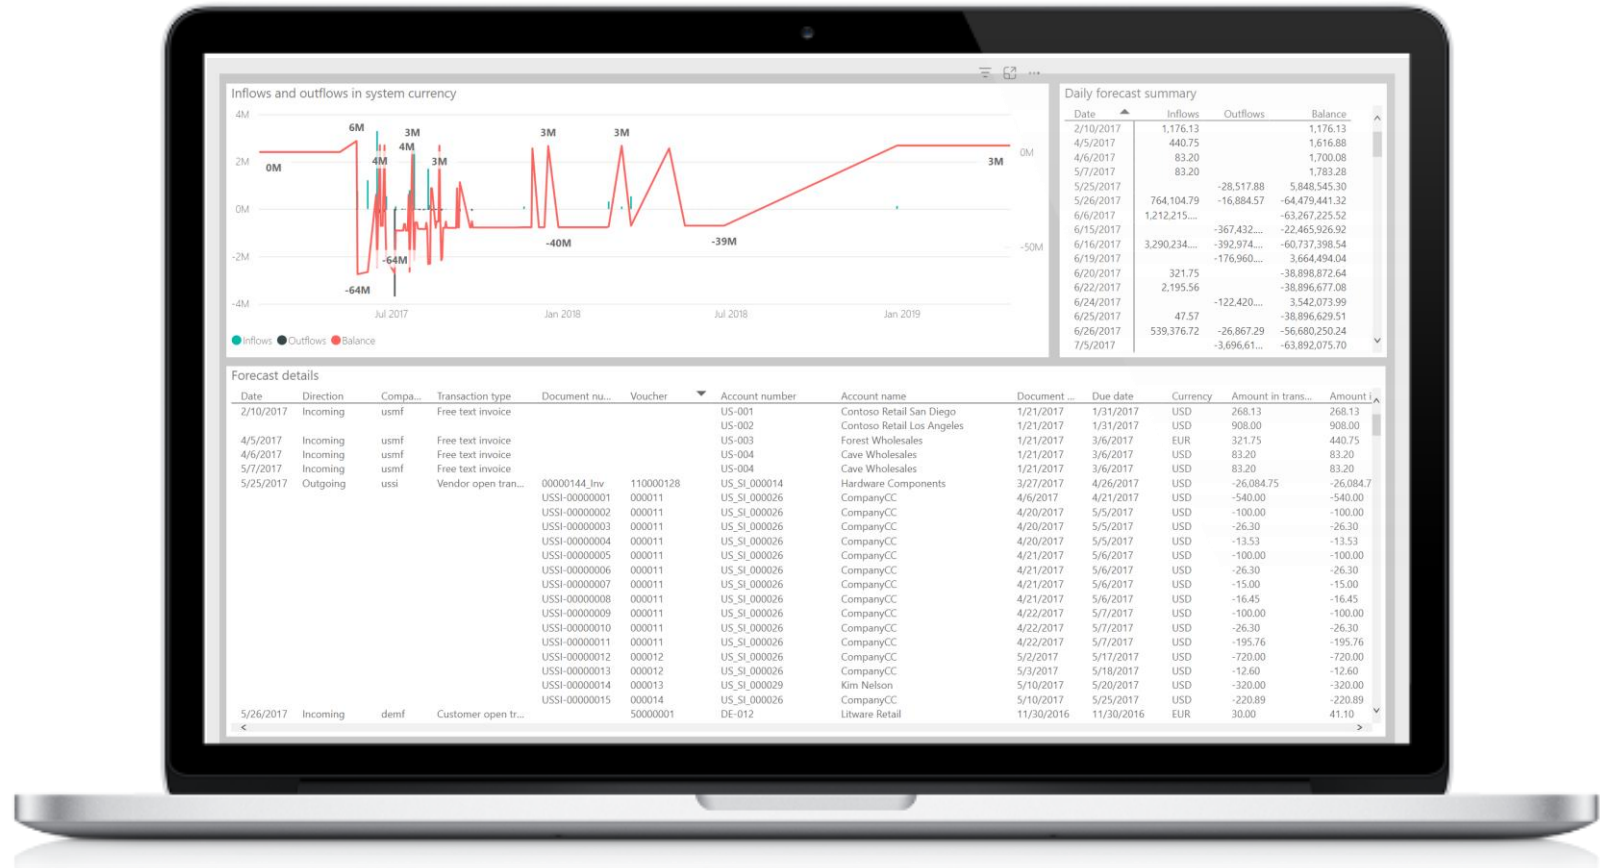 Inflows and outflows in system currency
4M
2M
0M
-2M
-4M
0M
-50M
6M
3M
4M
4M
3M
3M
3M
0M
3M
-64M
-64M
-40M
-39M
Jul 2017 Jan 2018 Jul 2018 Jan 2019
Inflows Outflows Balance
Daily forecast summary
Date Inflows Outflows Balance
2/10/2017 1,176.13 1,176.13
4/5/2017 440.75 1,616.88
4/6/2017 83.20 1,700.08
5/7/2017 83.20 1,783.28
5/25/2017 -28,517.88 5,848,545.30
5/26/2017 764,104.79 -16,884.57 -64,479,441.32
6/6/2017 1,212,215.... -63,267,225.52
6/15/2017 -367,432.... -22,465,926.92
6/16/2017 3,290,234.... -392,974.... -60,737,398.54
6/19/2017 -176,960.... 3,664,494.04
6/20/2017 321.75 -38,898,872.64
6/22/2017 2,195.56 -38,896,677.08
6/24/2017 -122,420.... 3,542,073.99
6/25/2017 47.57 -38,896,629.51
6/26/2017 539,376.72 -26,867.29 -56,680,250.24
7/5/2017 -3,696,61... -63,892,075.70
Forecast details
Date Direction Compa... Transaction type Document nu... Voucher Account number Account name Document ... Due date Currency Amount in trans... Amount i
2/10/2017 Incoming usmf Free text invoice US-001 Contoso Retail San Diego 1/21/2017 1/31/2017 USD 268.13 268.13
US-002 Contoso Retail Los Angeles 1/21/2017 1/31/2017 USD 908.00 908.00
4/5/2017 Incoming usmf Free text invoice US-003 Forest Wholesales 1/21/2017 3/6/2017 EUR 321.75 440.75
4/6/2017 Incoming usmf Free text invoice US-004 Cave Wholesales 1/21/2017 3/6/2017 USD 83.20 83.20
5/7/2017 Incoming usmf Free text invoice US-004 Cave Wholesales 1/21/2017 3/6/2017 USD 83.20 83.20
5/25/2017 Outgoing ussi Vendor open tran... 00000144_Inv 110000128 US_SI_000014 Hardware Components 3/27/2017 4/26/2017 USD -26,084.75 -26,084.7
USSI-00000001 000011 US_SI_000026 CompanyCC 4/6/2017 4/21/2017 USD -540.00 -540.00
USSI-00000002 000011 US_SI_000026 CompanyCC 4/20/2017 5/5/2017 USD -100.00 -100.00
USSI-00000003 000011 US_SI_000026 CompanyCC 4/20/2017 5/5/2017 USD -26.30 -26.30
USSI-00000004 000011 US_SI_000026 CompanyCC 4/20/2017 5/5/2017 USD -13.53 -13.53
USSI-00000005 000011 US_SI_000026 CompanyCC 4/21/2017 5/6/2017 USD -100.00 -100.00
USSI-00000006 000011 US_SI_000026 CompanyCC 4/21/2017 5/6/2017 USD -26.30 -26.30
USSI-00000007 000011 US_SI_000026 CompanyCC 4/21/2017 5/6/2017 USD -15.00 -15.00
USSI-00000008 000011 US_SI_000026 CompanyCC 4/21/2017 5/6/2017 USD -16.45 -16.45
USSI-00000009 000011 US_SI_000026 CompanyCC 4/22/2017 5/7/2017 USD -100.00 -100.00
USSI-00000010 000011 US_SI_000026 CompanyCC 4/22/2017 5/7/2017 USD -26.30 -26.30
USSI-00000011 000011 US_SI_000026 CompanyCC 4/22/2017 5/7/2017 USD -195.76 -195.76
USSI-00000012 000012 US_SI_000026 CompanyCC 5/2/2017 5/17/2017 USD -720.00 -720.00
USSI-00000013 000012 US_SI_000026 CompanyCC 5/3/2017 5/18/2017 USD -12.60 -12.60
USSI-00000014 000013 US_SI_000029 Kim Nelson 5/10/2017 5/20/2017 USD -320.00 -320.00
USSI-00000015 000014 US_SI_000026 CompanyCC 5/10/2017 5/25/2017 USD -220.89 -220.89
5/26/2017 Incoming demf Customer open tr... 50000001 DE-012 Litware Retail 11/30/2016 11/30/2016 EUR 30.00 41.10